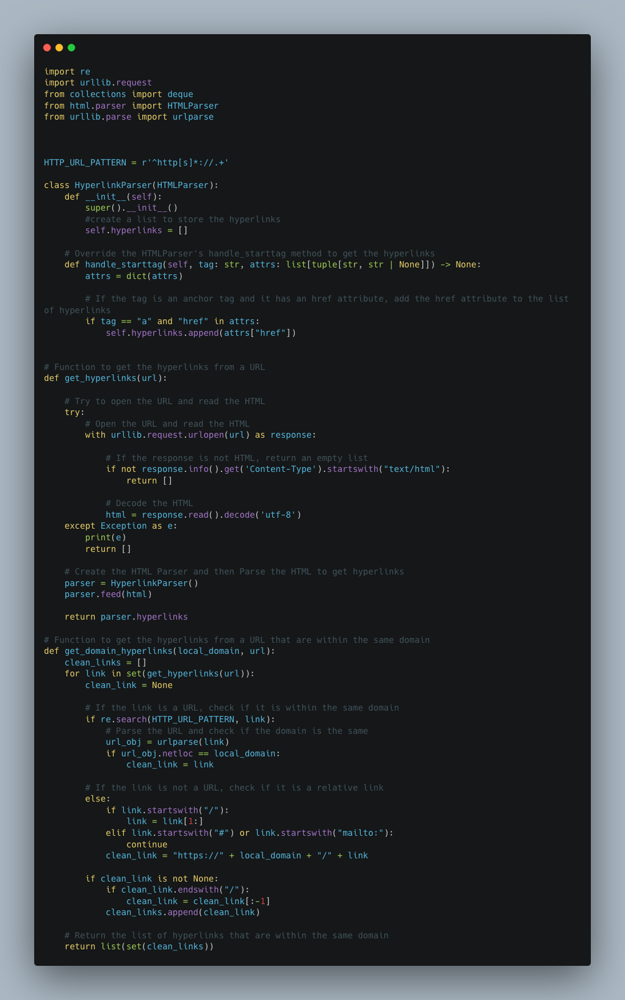 import re
import urllib.request
from collections import deque
from html.parser import HTMLParser
from urllib.parse import urlparse



HTTP_URL_PATTERN = r'^http[s]*://.+'

class HyperlinkParser(HTMLParser):
    def __init__(self):
        super().__init__()
        #create a list to store the hyperlinks
        self.hyperlinks = []

    # Override the HTMLParser's handle_starttag method to get the hyperlinks
    def handle_starttag(self, tag: str, attrs: list[tuple[str, str | None]]) -> None:
        attrs = dict(attrs)

        # If the tag is an anchor tag and it has an href attribute, add the href attribute to the list
of hyperlinks
        if tag == "a" and "href" in attrs:
            self.hyperlinks.append(attrs["href"])


# Function to get the hyperlinks from a URL
def get_hyperlinks(url):

    # Try to open the URL and read the HTML
    try:
        # Open the URL and read the HTML
        with urllib.request.urlopen(url) as response:

            # If the response is not HTML, return an empty list
            if not response.info().get('Content-Type').startswith("text/html"):
                return []

            # Decode the HTML
            html = response.read().decode('utf-8')
    except Exception as e:
        print(e)
        return []

    # Create the HTML Parser and then Parse the HTML to get hyperlinks
    parser = HyperlinkParser()
    parser.feed(html)

    return parser.hyperlinks

# Function to get the hyperlinks from a URL that are within the same domain
def get_domain_hyperlinks(local_domain, url):
    clean_links = []
    for link in set(get_hyperlinks(url)):
        clean_link = None

        # If the link is a URL, check if it is within the same domain
        if re.search(HTTP_URL_PATTERN, link):
            # Parse the URL and check if the domain is the same
            url_obj = urlparse(link)
            if url_obj.netloc == local_domain:
                clean_link = link

        # If the link is not a URL, check if it is a relative link
        else:
            if link.startswith("/"):
                link = link[1:]
            elif link.startswith("#") or link.startswith("mailto:"):
                continue
            clean_link = "https://" + local_domain + "/" + link

        if clean_link is not None:
            if clean_link.endswith("/"):
                clean_link = clean_link[:-1]
            clean_links.append(clean_link)

    # Return the list of hyperlinks that are within the same domain
    return list(set(clean_links))